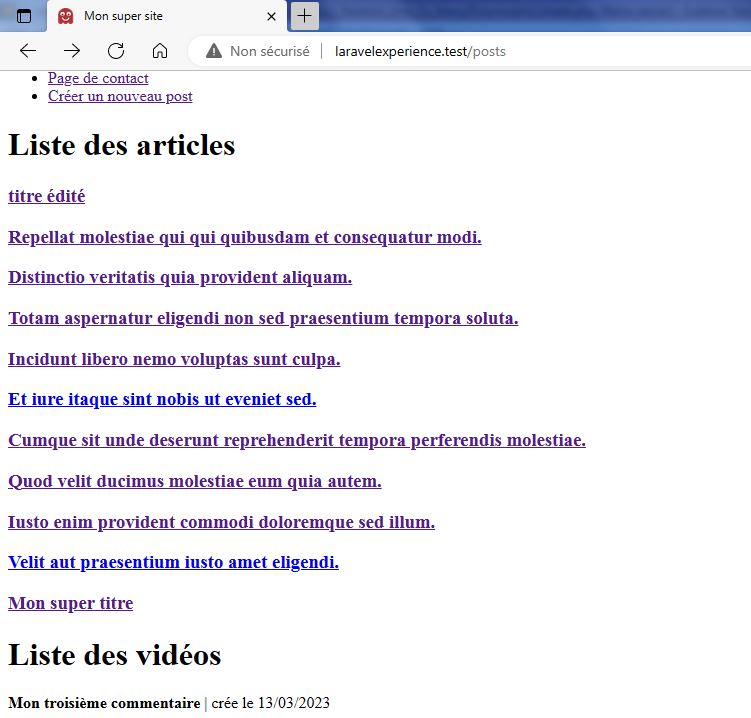 Mon super site
Non sécurisé | laravelexperience.test/posts
Page de contact
Créer un nouveau post
Liste des articles
titre édité
Repellat molestiae qui qui quibusdam et consequatur modi.
Distinctio veritatis quia provident aliquam.
Totam aspernatur eligendi non sed praesentium tempora soluta.
Incidunt libero nemo voluptas sunt culpa.
Et iure itaque sint nobis ut eveniet sed.
Cumque sit unde deserunt reprehenderit tempora perferendis molestiae.
Quod velit ducimus molestiae eum quia autem.
Iusto enim provident commodi doloremque sed illum.
Velit aut praesentium iusto amet eligendi.
Mon super titre
Liste des vidéos
Mon troisième commentaire | crée le 13/03/2023